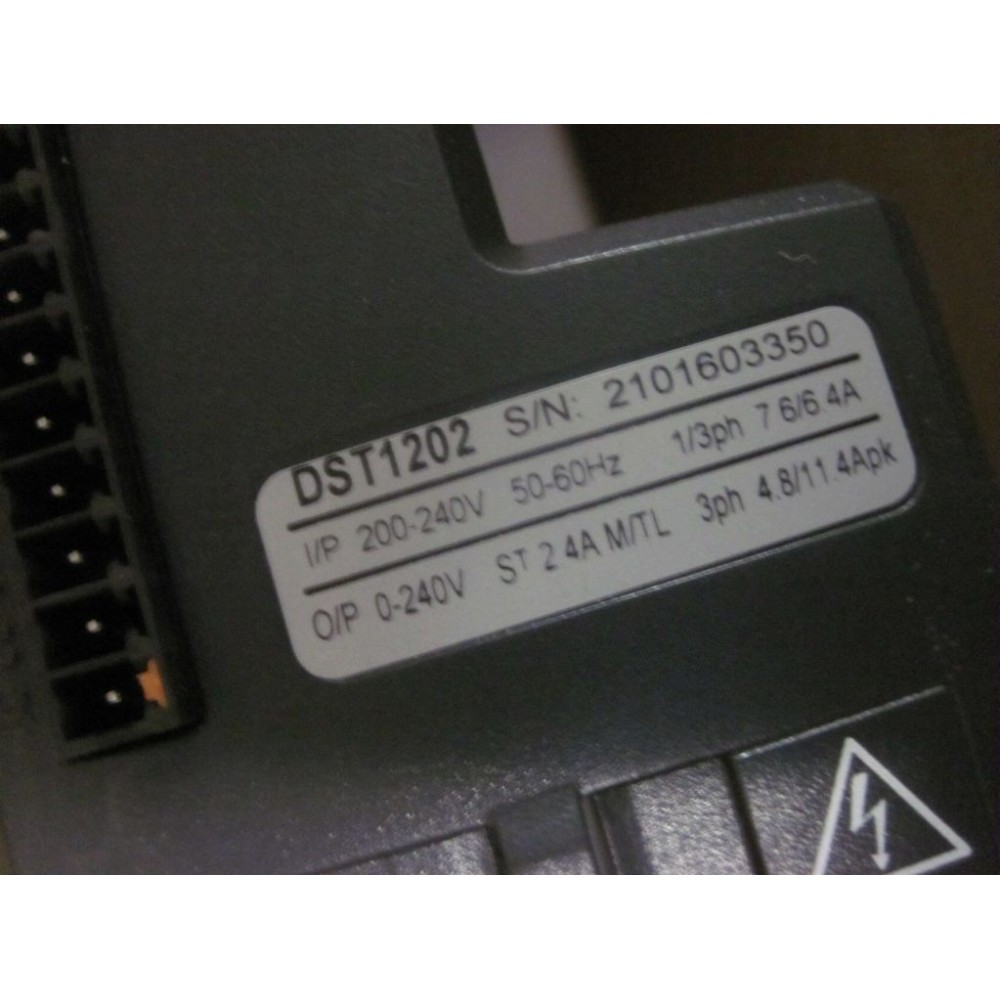 DST1202 S/N: 2101603350
I/P 200-240V 50-60Hz 1/3ph 7.6/6.4A
O/P 0-240V ST 2.4A M/TL 3ph 4.8/11.4Apk